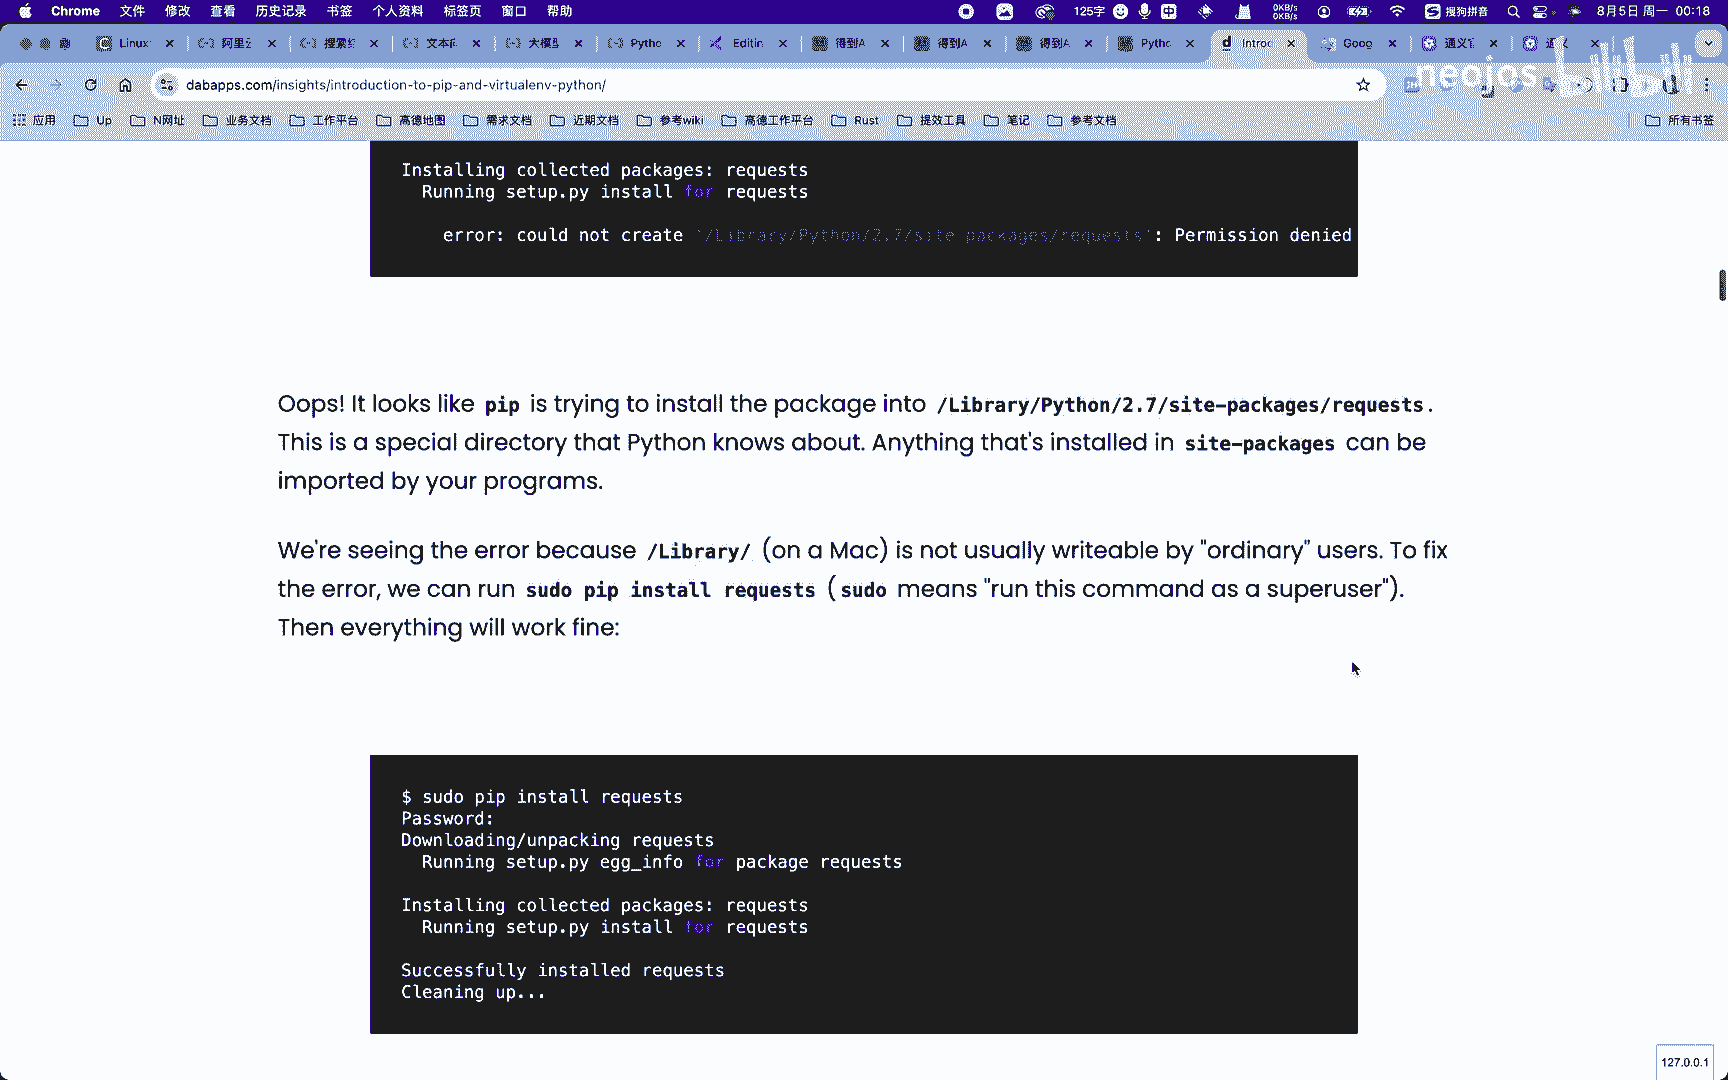 Chrome 文件 修改 查看 历史记录 书签 个人资料 标签页 窗口 帮助 125字 中 0KB/s 0KB/s S 搜狗拼音 8月5日 周一 00:18
Linux 阿里云 搜索结 文本向 大模型 Pytho Editin 得到A 得到A 得到A Pytho Introd Goog 通义 通义
dabapps.com/insights/introduction-to-pip-and-virtualenv-python/
neojos bilibili
应用 Up N网址 业务文档 工作平台 高德地图 需求文档 近期文档 参考wiki 高德工作平台 Rust 提效工具 笔记 参考文档 所有书签
Installing collected packages: requests
Running setup.py install for requests
error: could not create '/Library/Python/2.7/site-packages/requests': Permission denied
Oops! It looks like pip is trying to install the package into /Library/Python/2.7/site-packages/requests.
This is a special directory that Python knows about. Anything that's installed in site-packages can be
imported by your programs.
We're seeing the error because /Library/ (on a Mac) is not usually writeable by "ordinary" users. To fix
the error, we can run sudo pip install requests (sudo means "run this command as a superuser").
Then everything will work fine:
$ sudo pip install requests
Password:
Downloading/unpacking requests
Running setup.py egg_info for package requests
Installing collected packages: requests
Running setup.py install for requests
Successfully installed requests
Cleaning up...
127.0.0.1